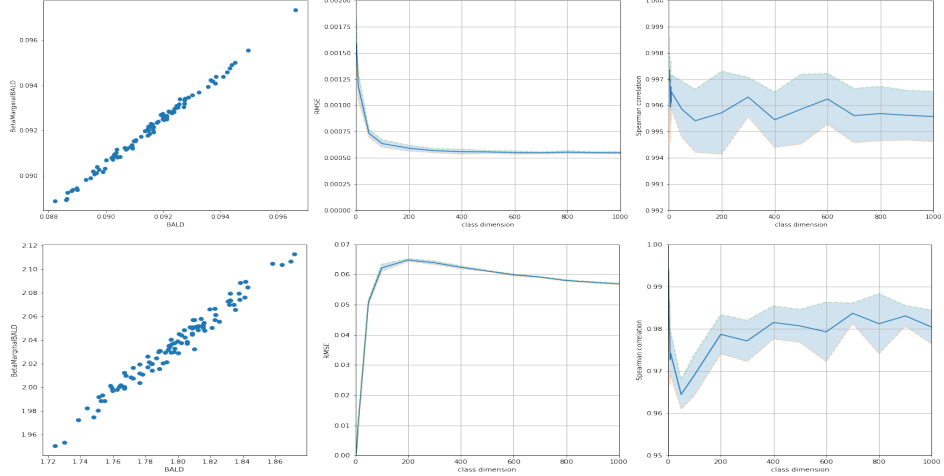 0.096
0.094
0.092
0.090
BetaMarginalBALD
0.088 0.090 0.092 0.094 0.096
BALD
0.00200
0.00175
0.00150
0.00125
0.00100
0.00075
0.00050
0.00025
0.00000
RMSE
0 200 400 600 800 1000
class dimension
0.999
0.998
0.997
0.996
0.995
0.994
0.993
0.992
Spearman correlation
0 200 400 600 800 1000
class dimension
2.12
2.10
2.08
2.06
2.04
2.02
2.00
1.98
1.96
BetaMarginalBALD
1.72 1.74 1.76 1.78 1.80 1.82 1.84 1.86
BALD
0.07
0.06
0.05
0.04
0.03
0.02
0.01
0.00
RMSE
0 200 400 600 800 1000
class dimension
1.00
0.99
0.98
0.97
0.96
0.95
Spearman correlation
0 200 400 600 800 1000
class dimension